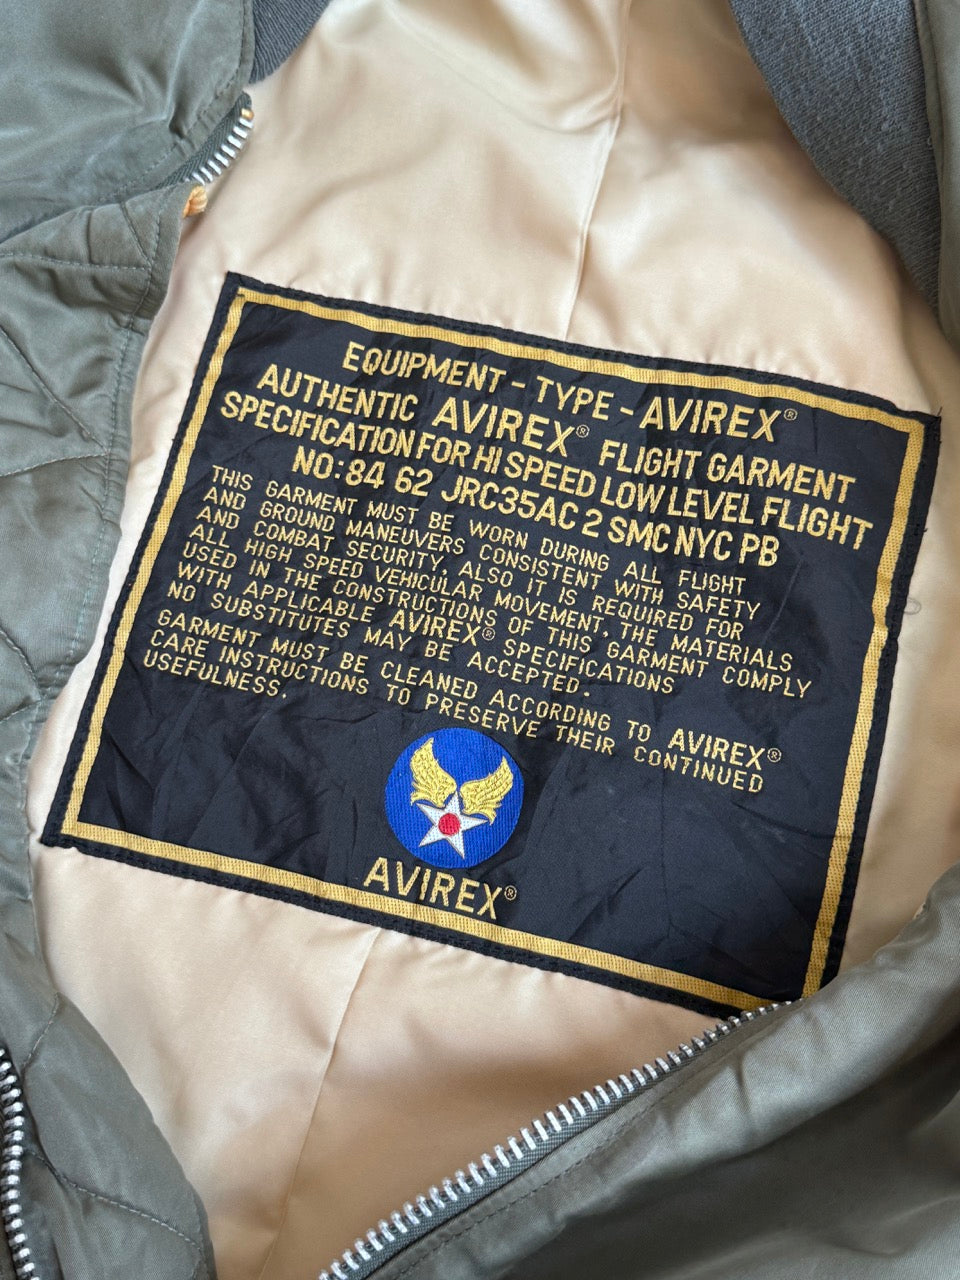 EQUIPMENT - TYPE - AVIREX®
AUTHENTIC AVIREX® FLIGHT GARMENT
SPECIFICATION FOR HI SPEED LOW LEVEL FLIGHT
NO: 84 62 JRC35AC 2 SMC NYC PB
THIS GARMENT MUST BE WORN DURING ALL FLIGHT
AND GROUND MANEUVERS CONSISTENT WITH SAFETY
AND COMBAT SECURITY. ALSO IT IS REQUIRED FOR
ALL HIGH SPEED VEHICULAR MOVEMENT. THE MATERIALS
USED IN THE CONSTRUCTIONS OF THIS GARMENT COMPLY
WITH APPLICABLE AVIREX® SPECIFICATIONS
NO SUBSTITUTES MAY BE ACCEPTED.
GARMENT MUST BE CLEANED ACCORDING TO AVIREX®
CARE INSTRUCTIONS TO PRESERVE THEIR CONTINUED
USEFULNESS.
AVIREX®